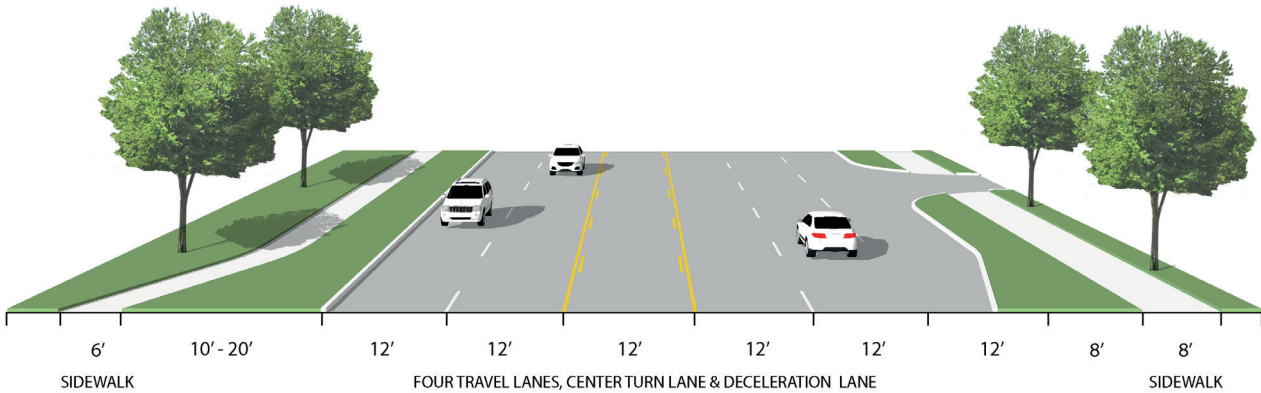 6’ 10’ - 20’ 12’ 12’ 12’ 12’ 12’ 12’ 8’ 8’
SIDEWALK FOUR TRAVEL LANES, CENTER TURN LANE & DECELERATION LANE SIDEWALK